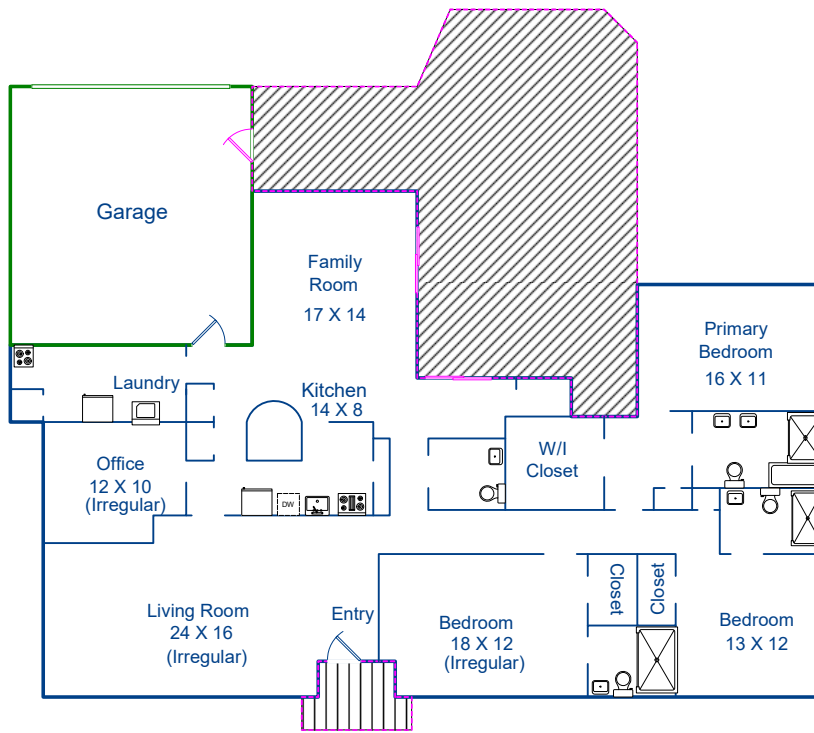 Garage
Family
Room
17 X 14
Primary
Bedroom
16 X 11
Laundry
Kitchen
14 X 8
W/I
Closet
Office
12 X 10
(Irregular)
DW
Living Room
24 X 16
(Irregular)
Entry
Bedroom
18 X 12
(Irregular)
Closet
Closet
Bedroom
13 X 12